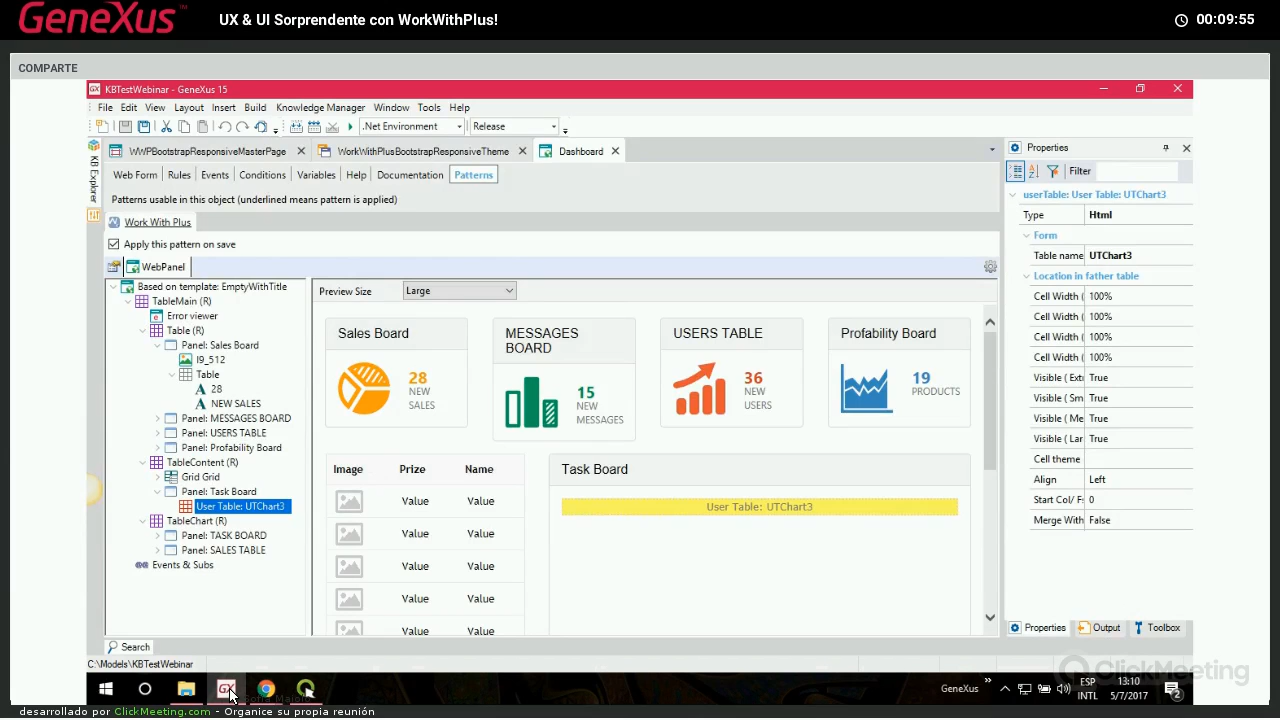 GeneXus™
UX & UI Sorprendente con WorkWithPlus!
00:09:55
COMPARTE
KBTestWebinar - GeneXus 15
File Edit View Layout Insert Build Knowledge Manager Window Tools Help
.Net Environment Release
KB Explorer
WWPBootstrapResponsiveMasterPage WorkWithPlusBootstrapResponsiveTheme Dashboard
Web Form Rules Events Conditions Variables Help Documentation Patterns
Patterns usable in this object (underlined means pattern is applied)
Work With Plus
Apply this pattern on save
WebPanel
Based on template: EmptyWithTitle
TableMain (R)
Error viewer
Table (R)
Panel: Sales Board
I9_512
Table
28
NEW SALES
Panel: MESSAGES BOARD
Panel: USERS TABLE
Panel: Profability Board
TableContent (R)
Grid Grid
Panel: Task Board
User Table: UTChart3
TableChart (R)
Panel: TASK BOARD
Panel: SALES TABLE
Events & Subs
Preview Size Large
Sales Board
28
NEW
SALES
MESSAGES
BOARD
15
NEW
MESSAGES
USERS TABLE
36
NEW
USERS
Profability Board
19
PRODUCTS
Image Prize Name
Value Value
Value Value
Value Value
Value Value
Value Value
Task Board
User Table: UTChart3
Properties
Filter
userTable: User Table: UTChart3
Type Html
Form
Table name UTChart3
Location in father table
Cell Width ( 100%
Cell Width ( 100%
Cell Width ( 100%
Cell Width ( 100%
Visible ( Ext True
Visible ( Sm True
Visible ( Me True
Visible ( Lar True
Cell theme
Align Left
Start Col/ F 0
Merge With False
Properties Output Toolbox
Search
C:\Models\KBTestWebinar
GeneXus »
ESP
INTL
13:10
5/7/2017
2
ClickMeeting
desarrollado por ClickMeeting.com - Organice su propia reunión